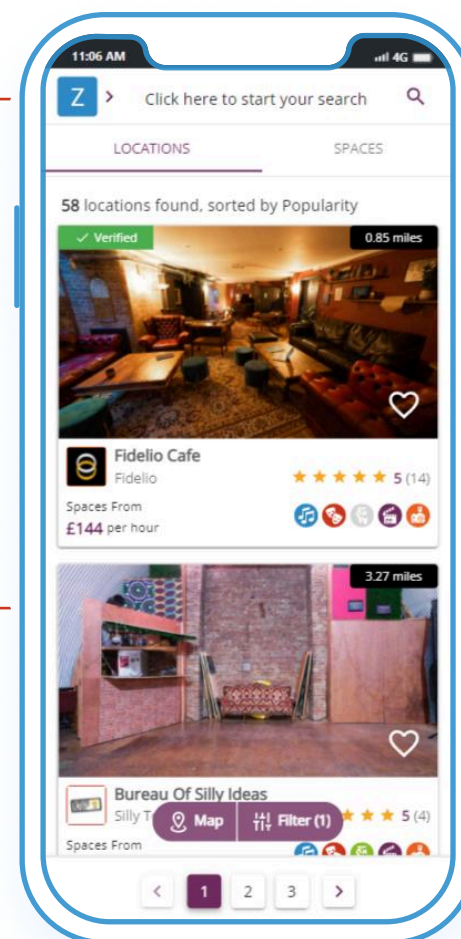 11:06 AM 4G
Z Click here to start your search
LOCATIONS SPACES
58 locations found, sorted by Popularity
Verified 0.85 miles
Fidelio Cafe
Fidelio 5 (14)
Spaces From
£144 per hour
3.27 miles
Bureau Of Silly Ideas
Silly 5 (4)
Map Filter (1)
Spaces From
1 2 3